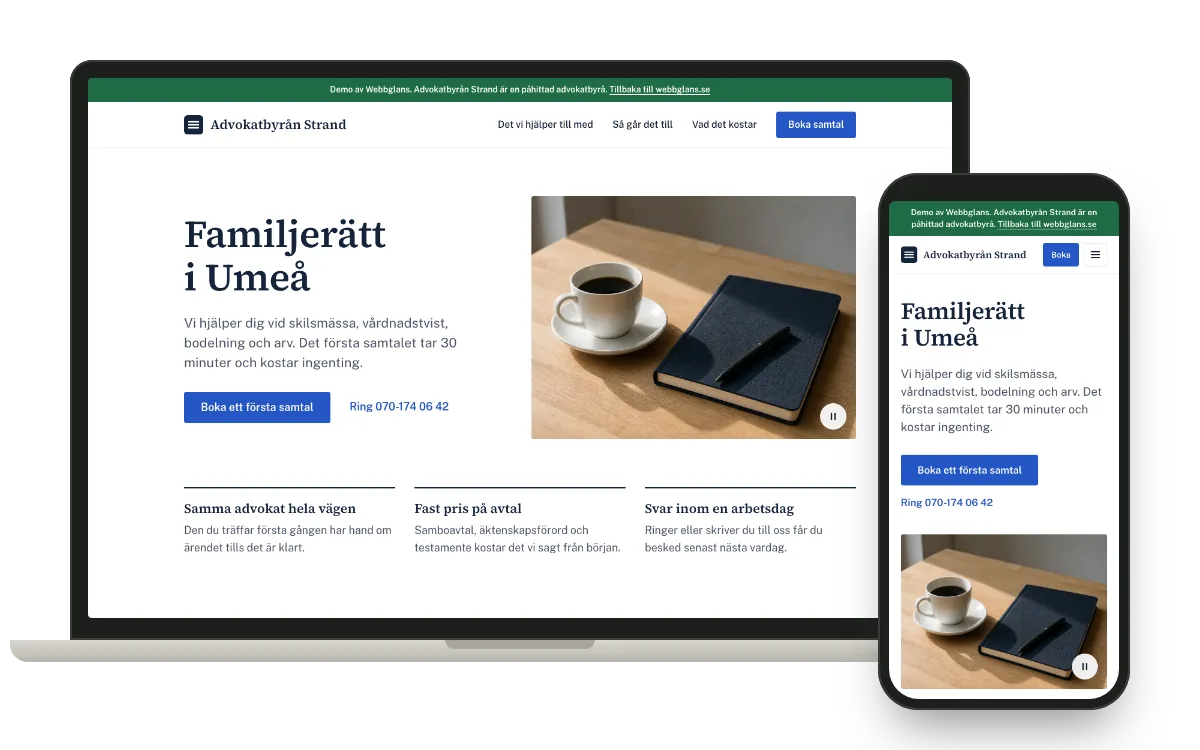 Demo av Webbglans. Advokatbyrån Strand är en påhittad advokatbyrå. Tillbaka till webbglans.se
Advokatbyrån Strand
Det vi hjälper till med
Så går det till
Vad det kostar
Boka samtal
Familjerätt
i Umeå
Vi hjälper dig vid skilsmässa, vårdnadstvist,
bodelning och arv. Det första samtalet tar 30
minuter och kostar ingenting.
Boka ett första samtal
Ring 070-174 06 42
Samma advokat hela vägen
Den du träffar första gången har hand om
ärendet tills det är klart.
Fast pris på avtal
Samboavtal, äktenskapsförord och
testamente kostar det vi sagt från början.
Svar inom en arbetsdag
Ringer eller skriver du till oss får du
besked senast nästa vardag.
Demo av Webbglans. Advokatbyrån Strand är en
påhittad advokatbyrå. Tillbaka till webbglans.se
Advokatbyrån Strand
Boka
Familjerätt
i Umeå
Vi hjälper dig vid skilsmässa,
vårdnadstvist, bodelning och arv. Det
första samtalet tar 30 minuter och
kostar ingenting.
Boka ett första samtal
Ring 070-174 06 42